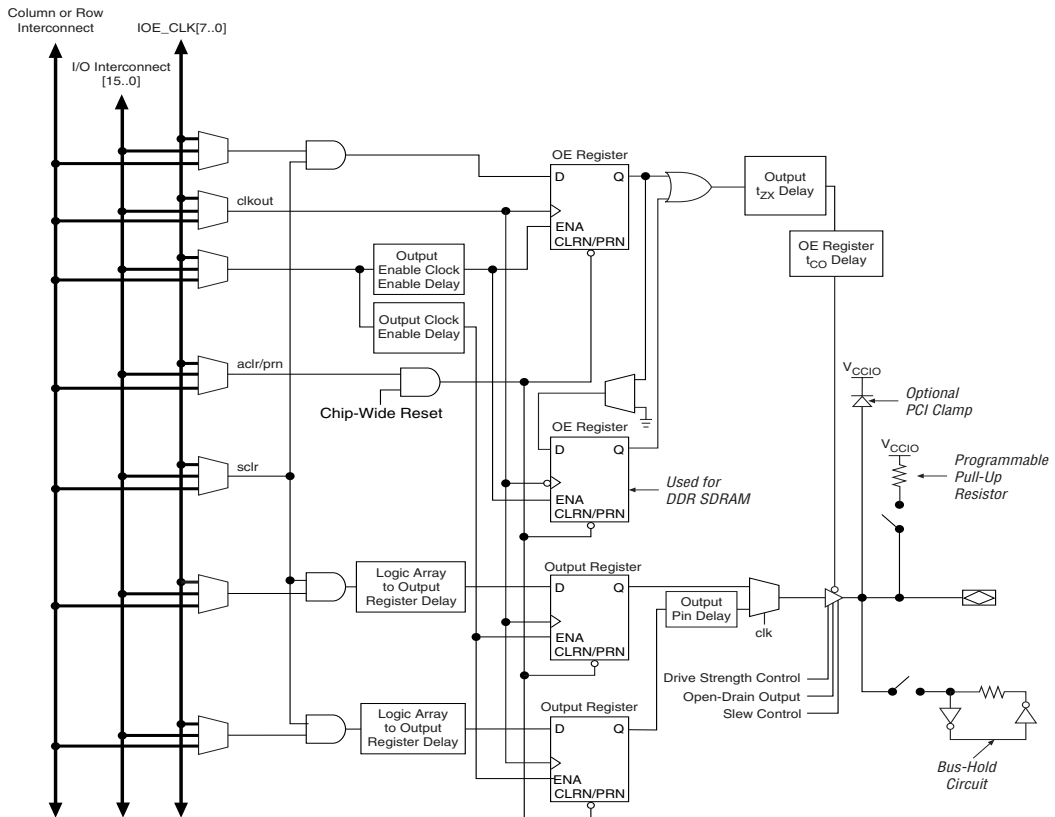 Column or Row
Interconnect
IOE_CLK[7..0]
I/O Interconnect
[15..0]
OE Register
D
Q
Output
tZX Delay
clkout
ENA
CLRN/PRN
OE Register
tCO Delay
Output
Enable Clock
Enable Delay
Output Clock
Enable Delay
aclr/prn
Chip-Wide Reset
VCCIO
Optional
PCI Clamp
OE Register
D
Q
VCCIO
Programmable
Pull-Up
Resistor
sclr
ENA
CLRN/PRN
Used for
DDR SDRAM
Logic Array
to Output
Register Delay
Output Register
D
Q
ENA
CLRN/PRN
Output
Pin Delay
clk
Drive Strength Control
Open-Drain Output
Slew Control
Logic Array
to Output
Register Delay
Output Register
D
Q
ENA
CLRN/PRN
Bus-Hold
Circuit